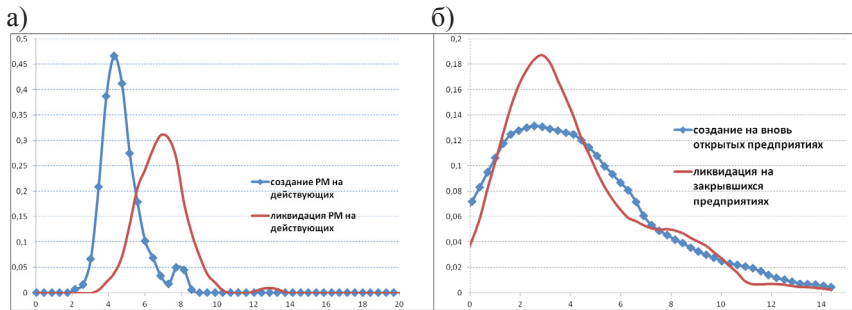 а)
б)
0,5
0,45
0,4
0,35
0,3
0,25
0,2
0,15
0,1
0,05
0
0 2 4 6 8 10 12 14 16 18 20
создание РМ на
действующих
ликвидация РМ на
действующих
0,2
0,18
0,16
0,14
0,12
0,1
0,08
0,06
0,04
0,02
0
0 2 4 6 8 10 12 14
создание на вновь
открытых предприятиях
ликвидация на
закрывшихся
предприятиях